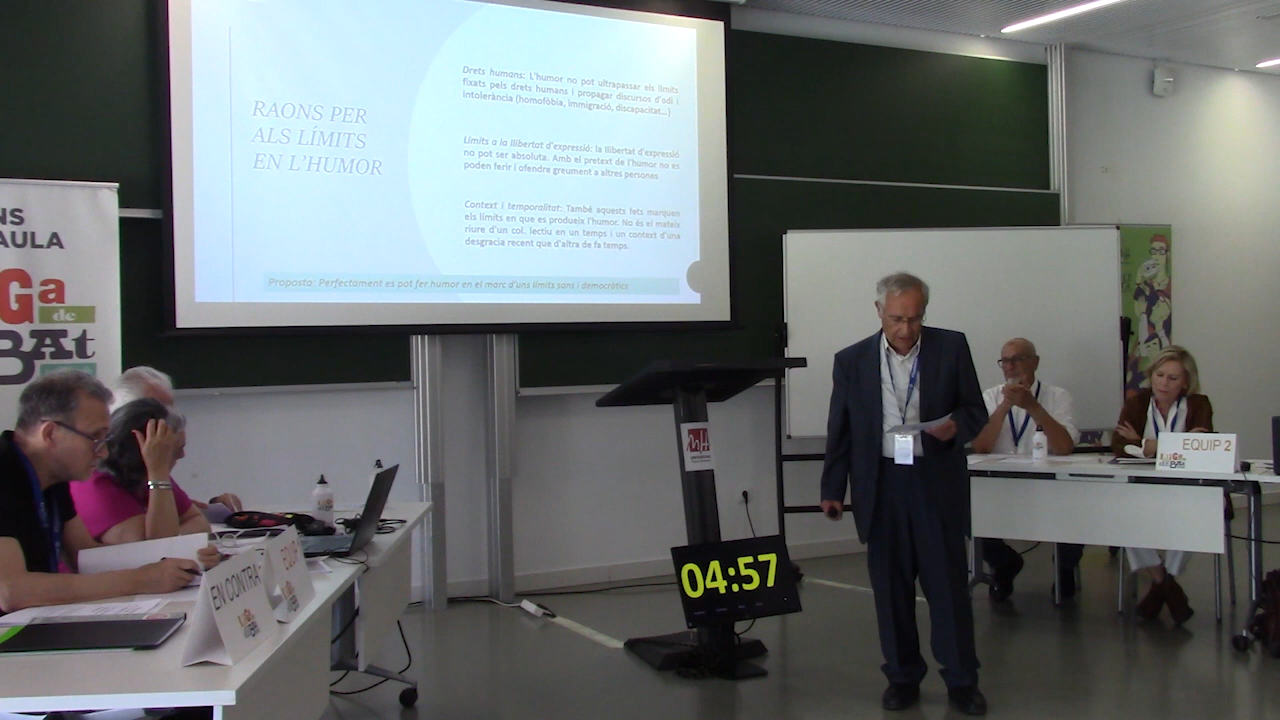 RAONS PER
ALS LÍMITS
EN L'HUMOR
Drets humans: L'humor no pot ultrapassar els límits
fixats pels drets humans i propagar discursos d'odi i
intolerància (homofòbia, immigració, discapacitat...)
Límits a la llibertat d'expressió: la llibertat d'expressió
no pot ser absoluta. Amb el pretext de l'humor no es
poden ferir i ofendre greument a altres persones
Context i temporalitat: També aquests fets marquen
els límits en que es produeix l'humor. No és el mateix
riure d'un col. lectiu en un temps i un context d'una
desgracia recent que d'altra de fa temps.
Proposta: Perfectament es pot fer humor en el marc d'uns límits sans i democràtics
NS
AULA
Ga
de
BAt
04:57
EN CONTRA
EQUIP 2